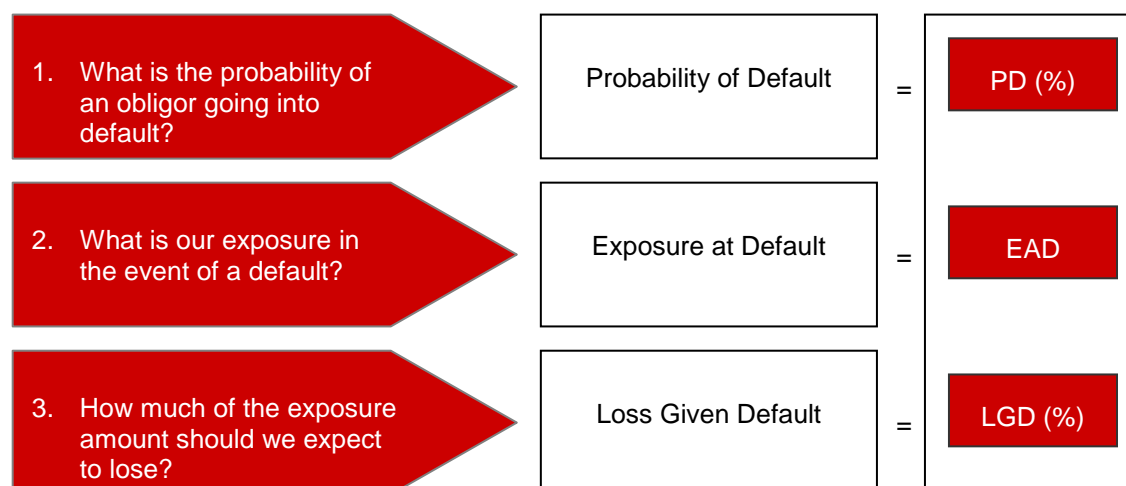 1. What is the probability of
an obligor going into
default?
Probability of Default
=
PD (%)
2. What is our exposure in
the event of a default?
Exposure at Default
=
EAD
3. How much of the exposure
amount should we expect
to lose?
Loss Given Default
=
LGD (%)